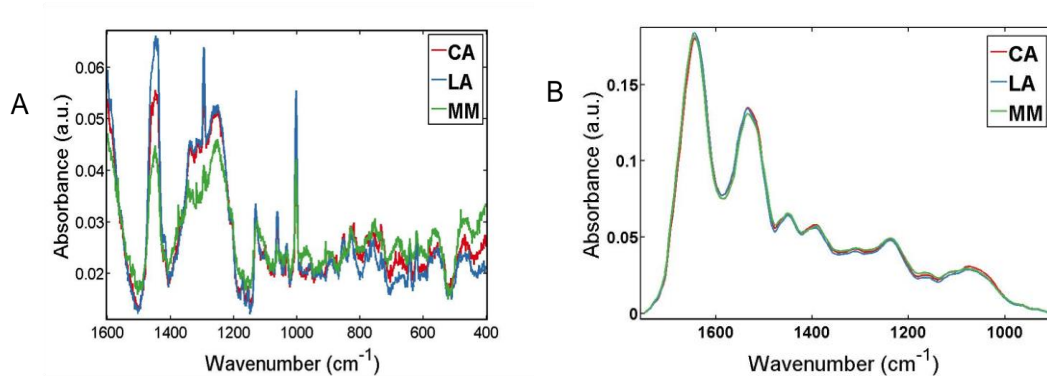 A
Absorbance (a.u.)
0.06
0.05
0.04
0.03
0.02
CA
LA
MM
1600 1400 1200 1000 800 600 400
Wavenumber (cm⁻¹)
B
Absorbance (a.u.)
0.15
0.1
0.05
0
CA
LA
MM
1600 1400 1200 1000
Wavenumber (cm⁻¹)